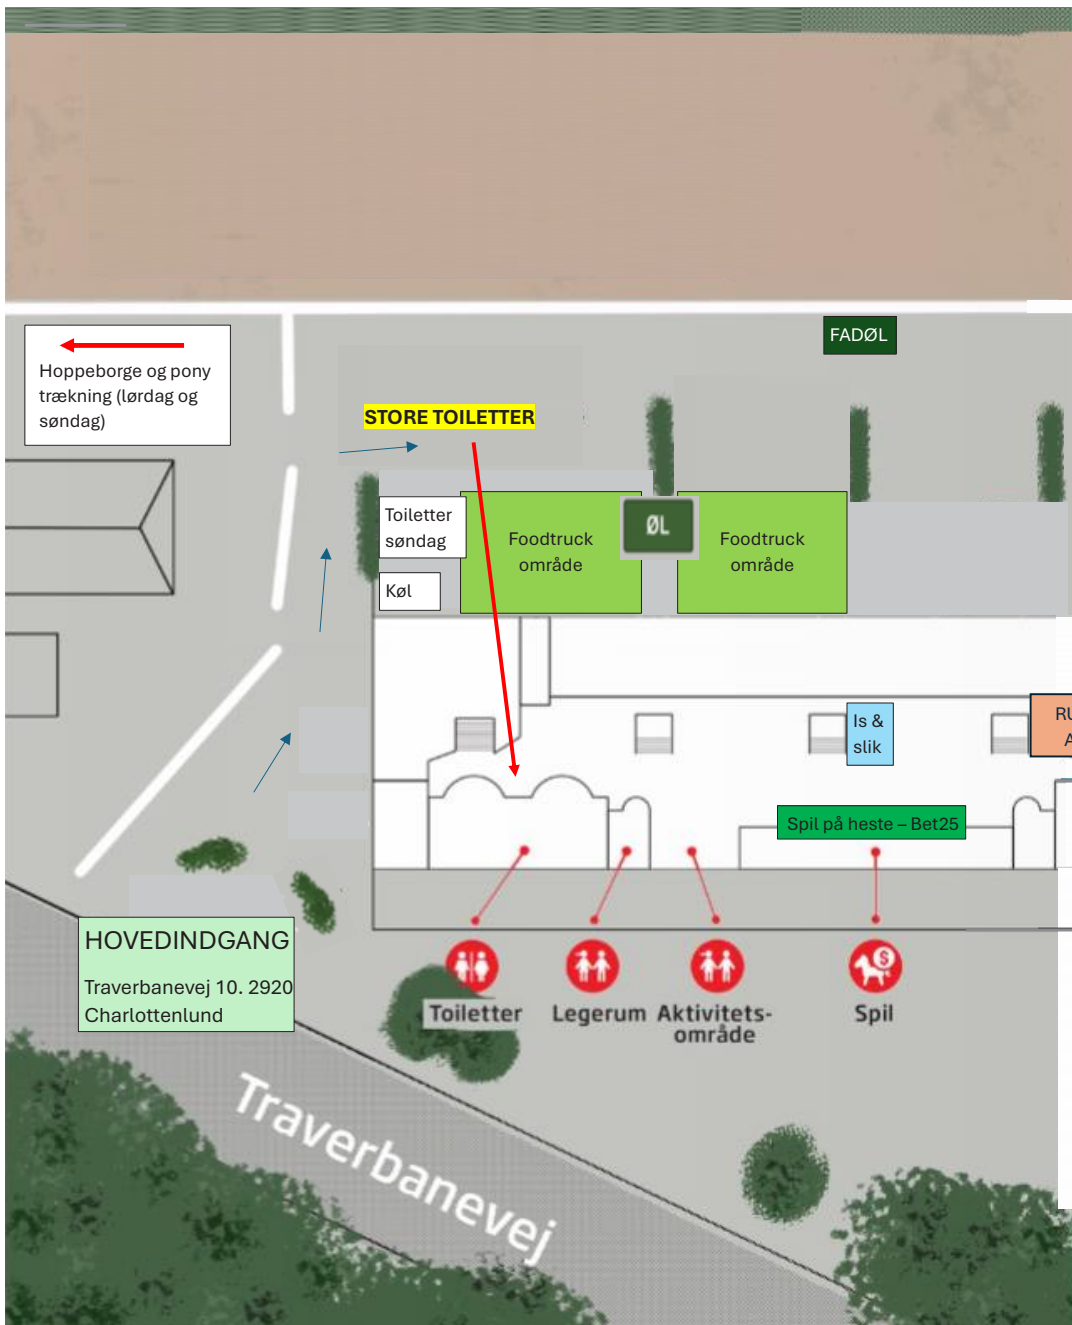 FADØL
Hoppeborge og pony
trækning (lørdag og
søndag)
STORE TOILETTER
Toiletter
søndag
Køl
Foodtruck
område
ØL
Foodtruck
område
Is &
slik
Spil på heste – Bet25
HOVEDINDGANG
Traverbanevej 10. 2920
Charlottenlund
Toiletter
Legerum
Aktivitets-
område
Spil
Traverbanevej